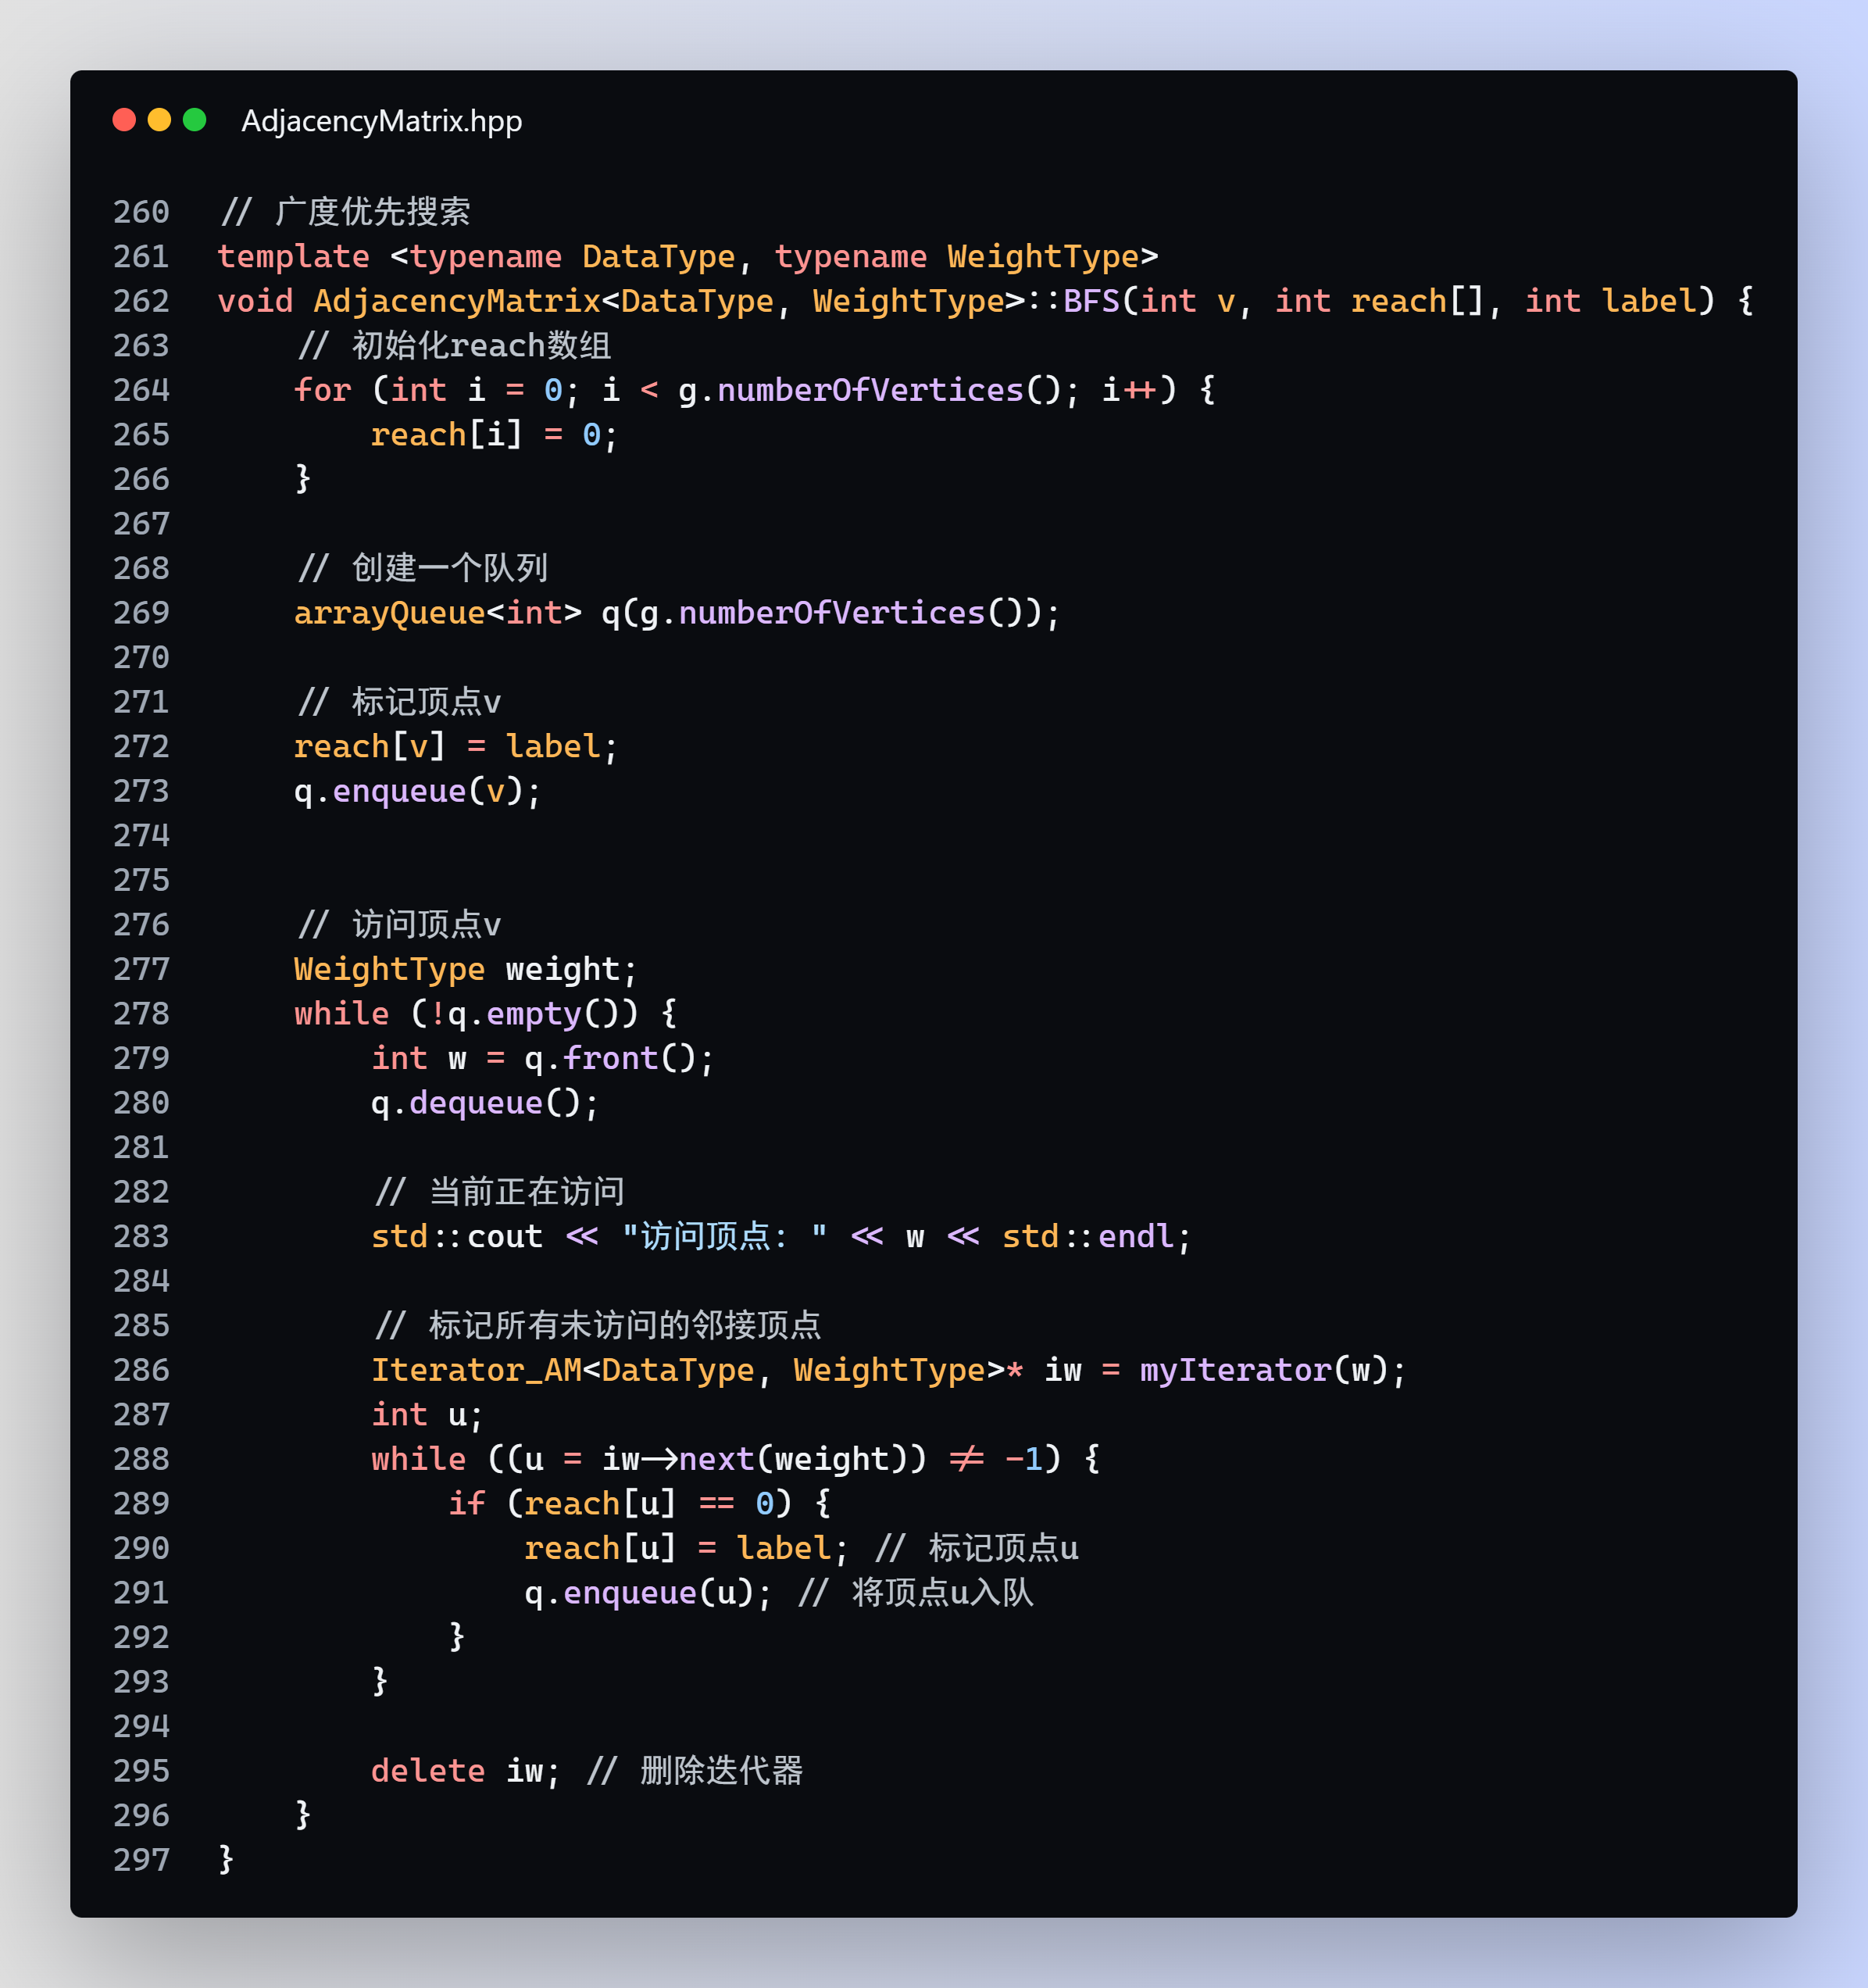 AdjacencyMatrix.hpp
260 // 广度优先搜索
261 template <typename DataType, typename WeightType>
262 void AdjacencyMatrix<DataType, WeightType>::BFS(int v, int reach[], int label) {
263 // 初始化reach数组
264 for (int i = 0; i < g.numberOfVertices(); i++) {
265 reach[i] = 0;
266 }
267
268 // 创建一个队列
269 arrayQueue<int> q(g.numberOfVertices());
270
271 // 标记顶点v
272 reach[v] = label;
273 q.enqueue(v);
274
275
276 // 访问顶点v
277 WeightType weight;
278 while (!q.empty()) {
279 int w = q.front();
280 q.dequeue();
281
282 // 当前正在访问
283 std::cout << "访问顶点: " << w << std::endl;
284
285 // 标记所有未访问的邻接顶点
286 Iterator_AM<DataType, WeightType>* iw = myIterator(w);
287 int u;
288 while ((u = iw->next(weight)) != -1) {
289 if (reach[u] == 0) {
290 reach[u] = label; // 标记顶点u
291 q.enqueue(u); // 将顶点u入队
292 }
293 }
294
295 delete iw; // 删除迭代器
296 }
297 }